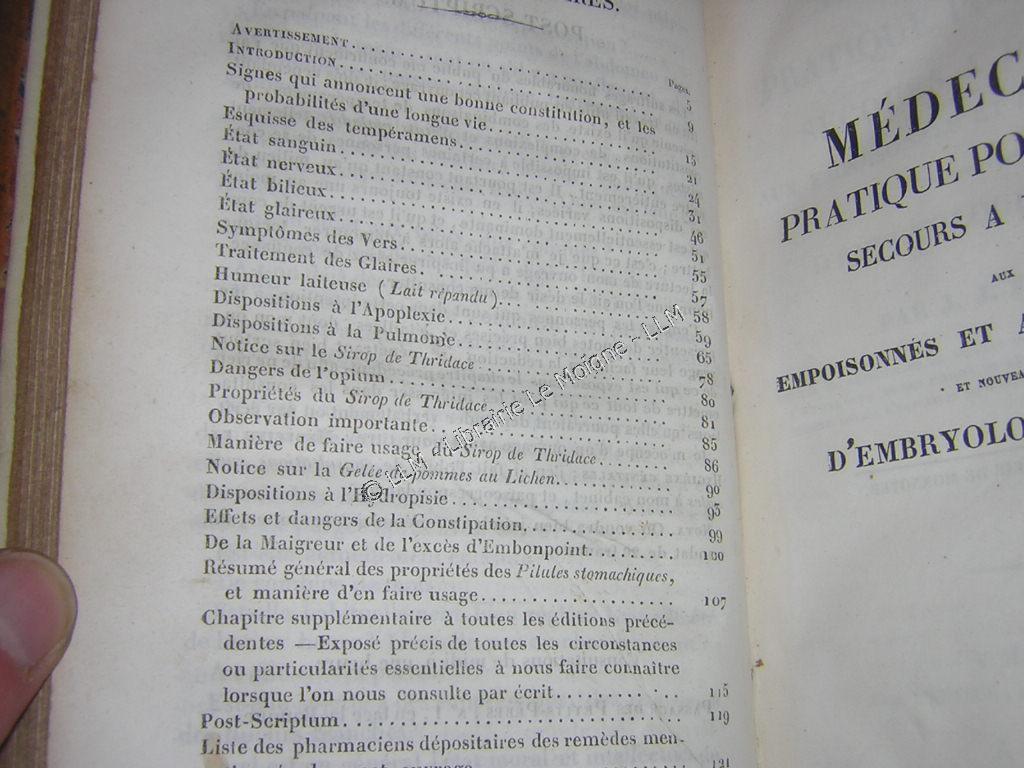 RES.
Pages.
AVERTISSEMENT........ 5
INTRODUCTION........ 9
Signes qui annoncent une bonne constitution, et les
probabilités d'une longue vie........ 15
Esquisse des tempéramens........ 21
État sanguin........ 24
État nerveux........ 31
État bilieux........ 46
État glaireux........ 51
Symptômes des Vers........ 55
Traitement des Glaires........ 57
Humeur laiteuse (Lait répandu)........ 58
Dispositions à l'Apoplexie........ 59
Dispositions à la Pulmonie........ 65
Notice sur le Sirop de Thridace........ 78
Dangers de l'opium........ 80
Propriétés du Sirop de Thridace........ 81
Observation importante........ 85
Manière de faire usage du Sirop de Thridace........ 86
Notice sur la Gelée de pommes au Lichen........ 90
Dispositions à l'Hydropisie........ 95
Effets et dangers de la Constipation........ 99
De la Maigreur et de l'excès d'Embonpoint........ 100
Résumé général des propriétés des Pilules stomachiques,
et manière d'en faire usage........ 107
Chapitre supplémentaire à toutes les éditions précé-
dentes — Exposé précis de toutes les circonstances
ou particularités essentielles à nous faire connaître
lorsque l'on nous consulte par écrit........ 115
Post-Scriptum........ 119
Liste des pharmaciens dépositaires des remèdes men-
121
MÉDEC
PRATIQUE PO
SECOURS A
AUX
EMPOISONNÉS ET A
ET NOUVEA
D'EMBRYOLO
© LLM - Librairie Le Moigne - LLM